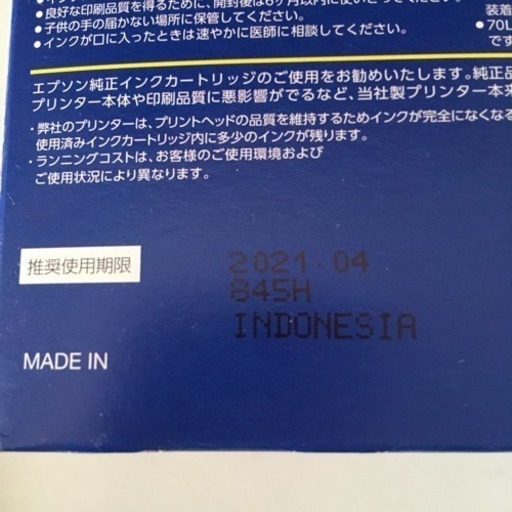 ●良好な印刷品質を得るために、開封後は6ヶ月以内に使い
●子供の手の届かない場所に保管してください。
●インクが口に入ったときは速やかに医師に相談してください。
装着
●70L
です
エプソン純正インクカートリッジのご使用をお勧めいたします。純正品
プリンター本体や印刷品質に悪影響がでるなど、当社製プリンター本来
・弊社のプリンターは、プリントヘッドの品質を維持するためインクが完全になくなる
使用済みインクカートリッジ内に多少のインクが残ります。
・ランニングコストは、お客様のご使用環境および
ご使用状況により異なります。
推奨使用期限
2021.04
845H
INDONESIA
MADE IN